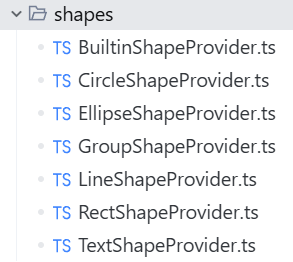 shapes
TS BuiltinShapeProvider.ts
TS CircleShapeProvider.ts
TS EllipseShapeProvider.ts
TS GroupShapeProvider.ts
TS LineShapeProvider.ts
TS RectShapeProvider.ts
TS TextShapeProvider.ts